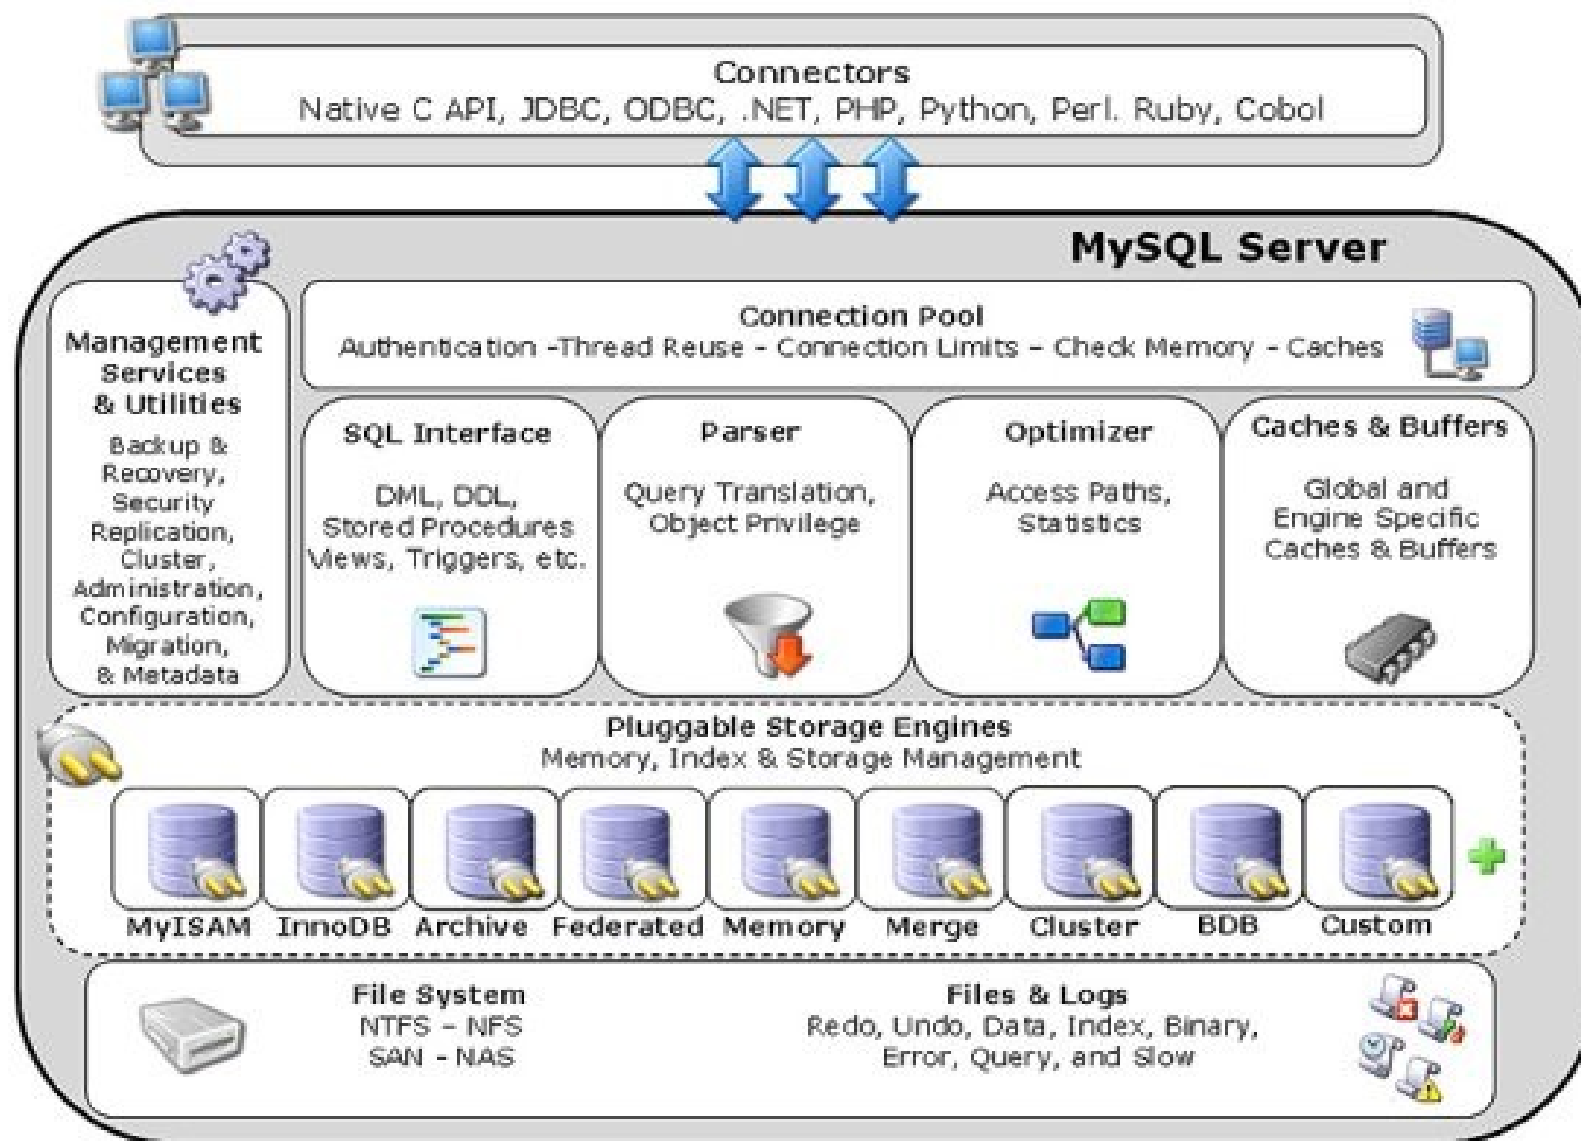 Connectors
Native C API, JDBC, ODBC, .NET, PHP, Python, Perl. Ruby, Cobol
MySQL Server
Management
Services
& Utilities
Backup &
Recovery,
Security
Replication,
Cluster,
Administration,
Configuration,
Migration,
& Metadata
Connection Pool
Authentication -Thread Reuse - Connection Limits – Check Memory - Caches
SQL Interface
DML, DDL,
Stored Procedures
Views, Triggers, etc.
Parser
Query Translation,
Object Privilege
Optimizer
Access Paths,
Statistics
Caches & Buffers
Global and
Engine Specific
Caches & Buffers
Pluggable Storage Engines
Memory, Index & Storage Management
MyISAM
InnoDB
Archive
Federated
Memory
Merge
Cluster
BDB
Custom
File System
NTFS – NFS
SAN – NAS
Files & Logs
Redo, Undo, Data, Index, Binary,
Error, Query, and Slow